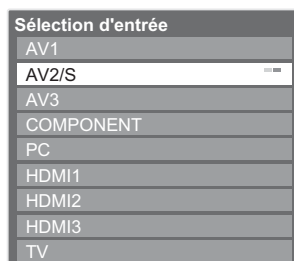 Sélection d'entrée
AV1
AV2/S
AV3
COMPONENT
PC
HDMI1
HDMI2
HDMI3
TV